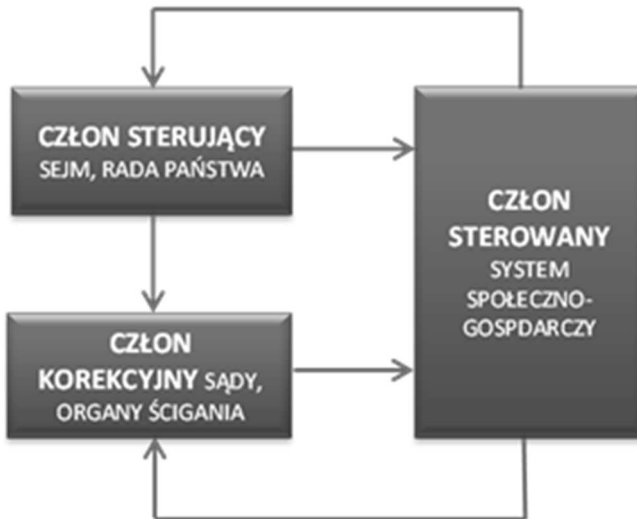 CZŁON STERUJĄCY
SEJM, RADA PAŃSTWA
CZŁON
KOREKCYJNY SĄDY,
ORGANY ŚCIGANIA
CZŁON
STEROWANY
SYSTEM
SPOŁECZNO-
GOSPDARCZY